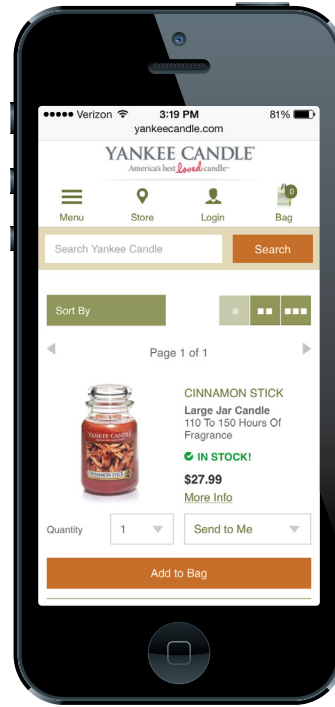 Verizon 3:19 PM 81%
yankeecandle.com
YANKEE CANDLE®
America's best loved candle™
Menu Store Login Bag 0
Search Yankee Candle Search
Sort By
Page 1 of 1
CINNAMON STICK
Large Jar Candle
110 To 150 Hours Of
Fragrance
IN STOCK!
$27.99
More Info
YANKEE CANDLE
CINNAMON STICK
Quantity 1 Send to Me
Add to Bag